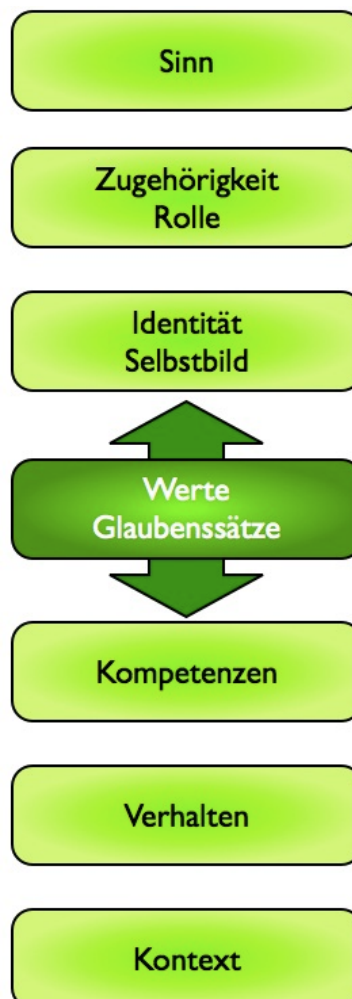 Sinn
Zugehörigkeit
Rolle
Identität
Selbstbild
Werte
Glaubenssätze
Kompetenzen
Verhalten
Kontext